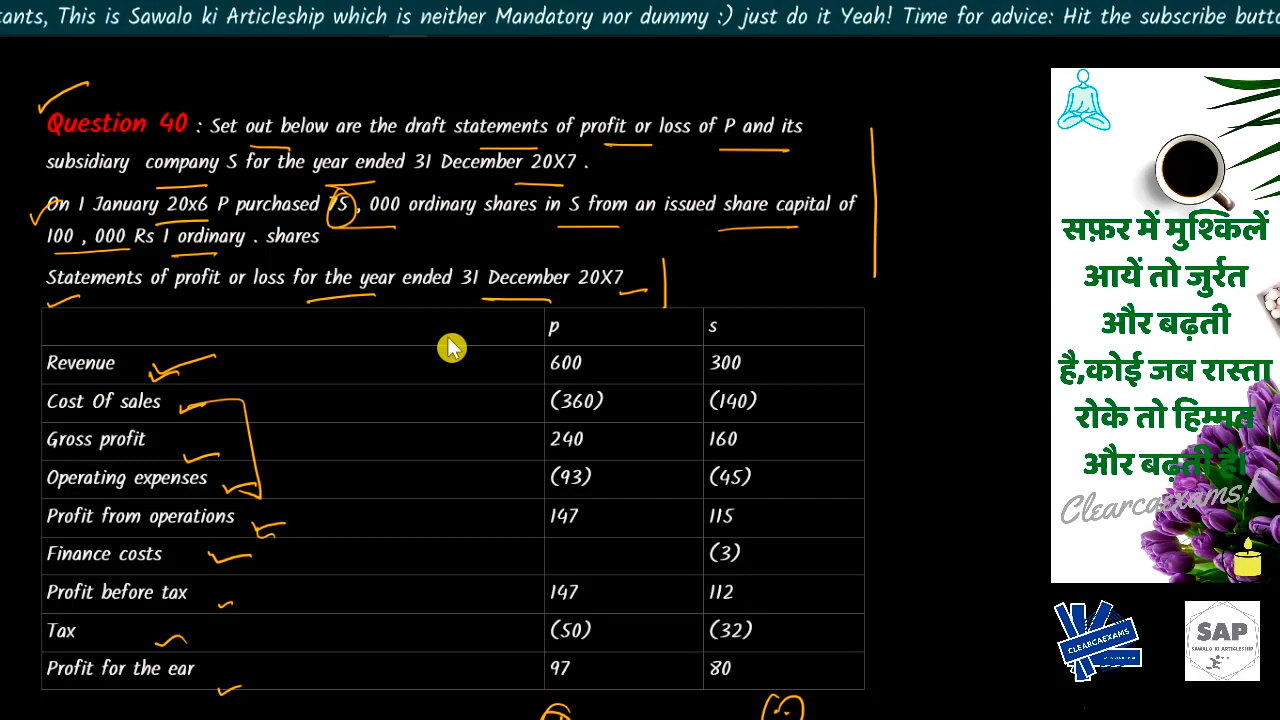 tants, This is Sawalo ki Articleship which is neither Mandatory nor dummy :) just do it Yeah! Time for advice: Hit the subscribe butto
Question 40 : Set out below are the draft statements of profit or loss of P and its
subsidiary company S for the year ended 31 December 20X7 .
On 1 January 20x6 P purchased 75 , 000 ordinary shares in S from an issued share capital of
100 , 000 Rs 1 ordinary . shares
Statements of profit or loss for the year ended 31 December 20X7
p s
Revenue 600 300
Cost Of sales (360) (140)
Gross profit 240 160
Operating expenses (93) (45)
Profit from operations 147 115
Finance costs (3)
Profit before tax 147 112
Tax (50) (32)
Profit for the ear 97 80
सफ़र में मुश्किलें
आयें तो जुर्रत
और बढ़ती
है,कोई जब रास्ता
रोके तो हिम्मत
और बढ़ती है।
Clearcaexams!
CLEARCAEXAMS
SAP
SAWALO KI ARTICLESHIP